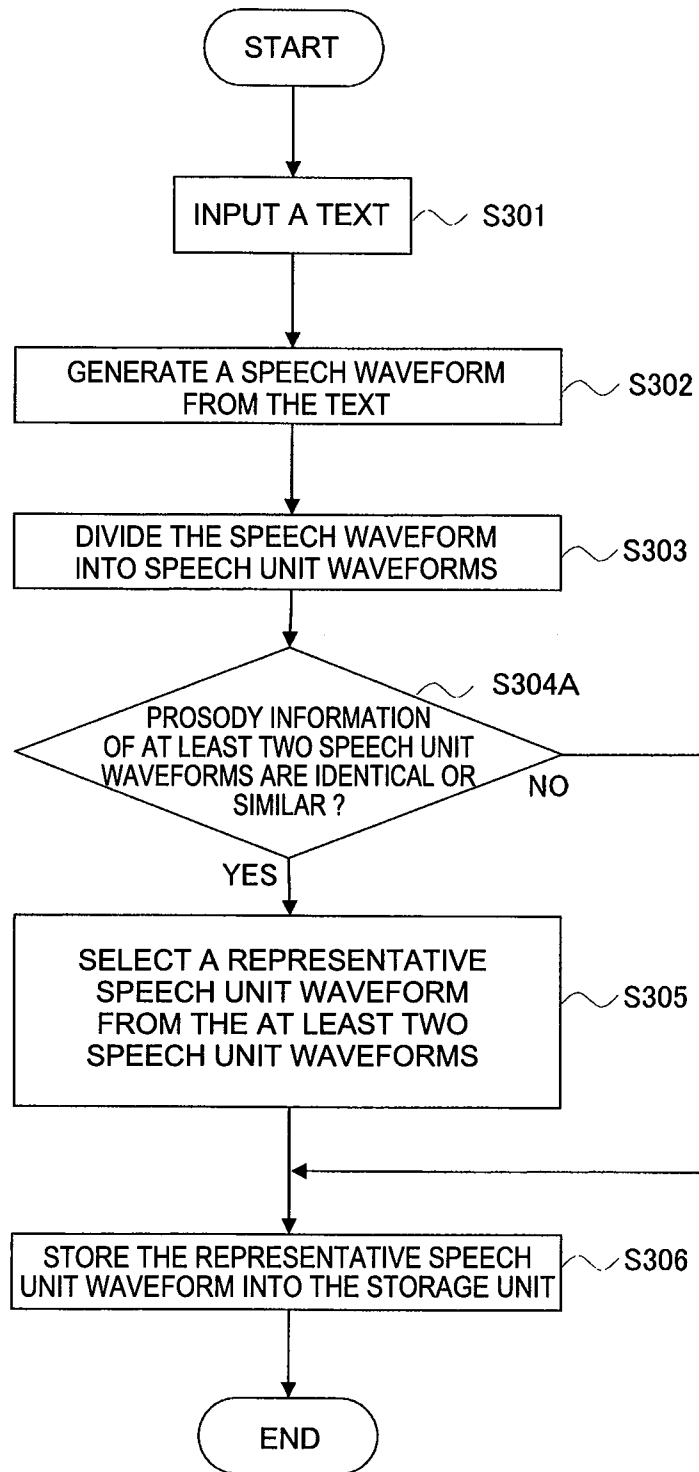 START
INPUT A TEXT
S301
GENERATE A SPEECH WAVEFORM
FROM THE TEXT
S302
DIVIDE THE SPEECH WAVEFORM
INTO SPEECH UNIT WAVEFORMS
S303
S304A
PROSODY INFORMATION
OF AT LEAST TWO SPEECH UNIT
WAVEFORMS ARE IDENTICAL OR
SIMILAR ?
NO
YES
SELECT A REPRESENTATIVE
SPEECH UNIT WAVEFORM
FROM THE AT LEAST TWO
SPEECH UNIT WAVEFORMS
S305
STORE THE REPRESENTATIVE SPEECH
UNIT WAVEFORM INTO THE STORAGE UNIT
S306
END